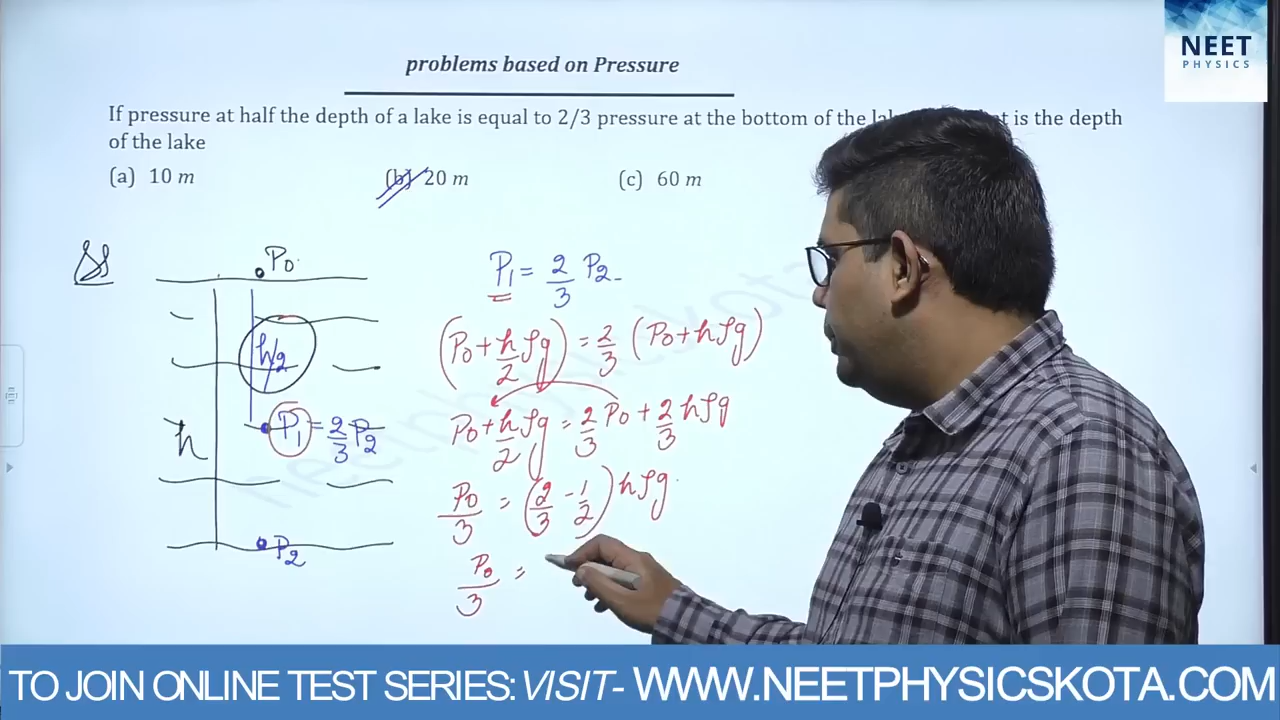 NEET
PHYSICS
problems based on Pressure
If pressure at half the depth of a lake is equal to 2/3 pressure at the bottom of the is the depth
of the lake
(a) 10 m
(b) 20 m
(c) 60 m
P₀
h/2
P₁ = 2/3 P₂
h
P₂
P₁ = 2/3 P₂
(P₀ + h/2 ρg) = 2/3 (P₀ + hρg)
P₀ + h/2 ρg = 2/3 P₀ + 2/3 hρg
P₀/3 = (2/3 - 1/2) hρg
P₀/3 =
neetphysicskota
TO JOIN ONLINE TEST SERIES: VISIT- WWW.NEETPHYSICSKOTA.COM